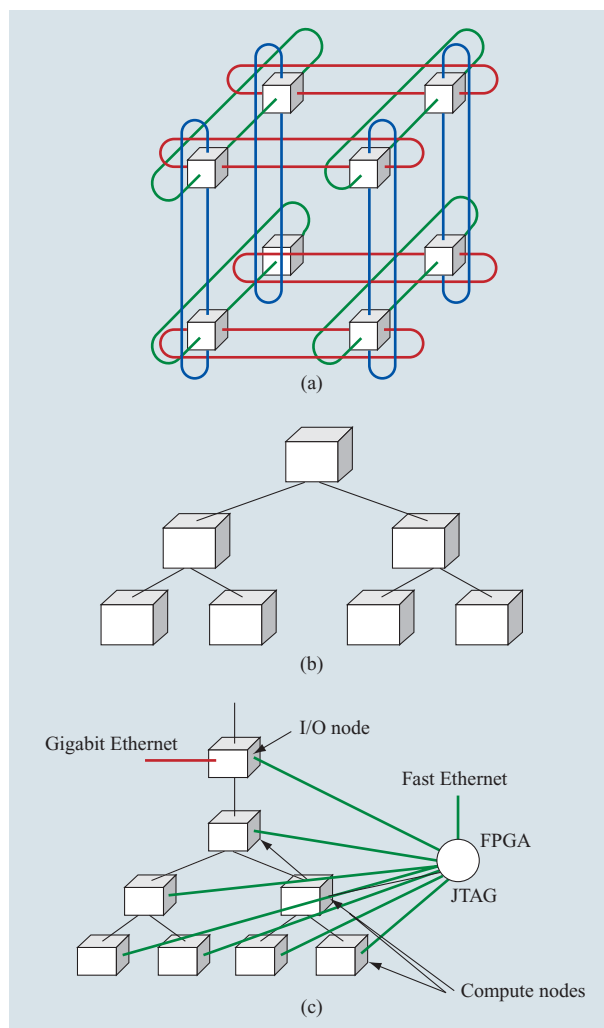 (a)
(b)
I/O node
Gigabit Ethernet
Fast Ethernet
FPGA
JTAG
Compute nodes
(c)